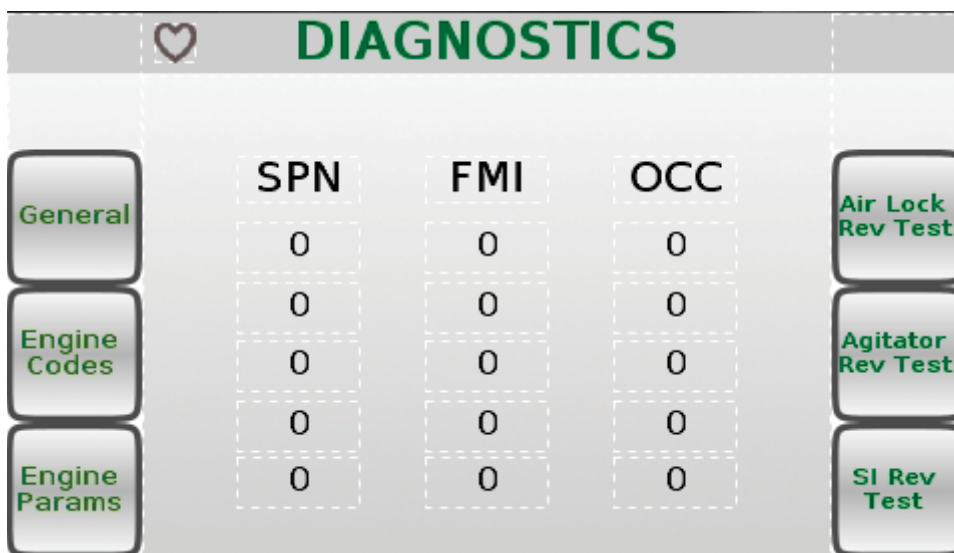 DIAGNOSTICS
General
Engine
Codes
Engine
Params
SPN FMI OCC
0 0 0
0 0 0
0 0 0
0 0 0
0 0 0
Air Lock
Rev Test
Agitator
Rev Test
SI Rev
Test